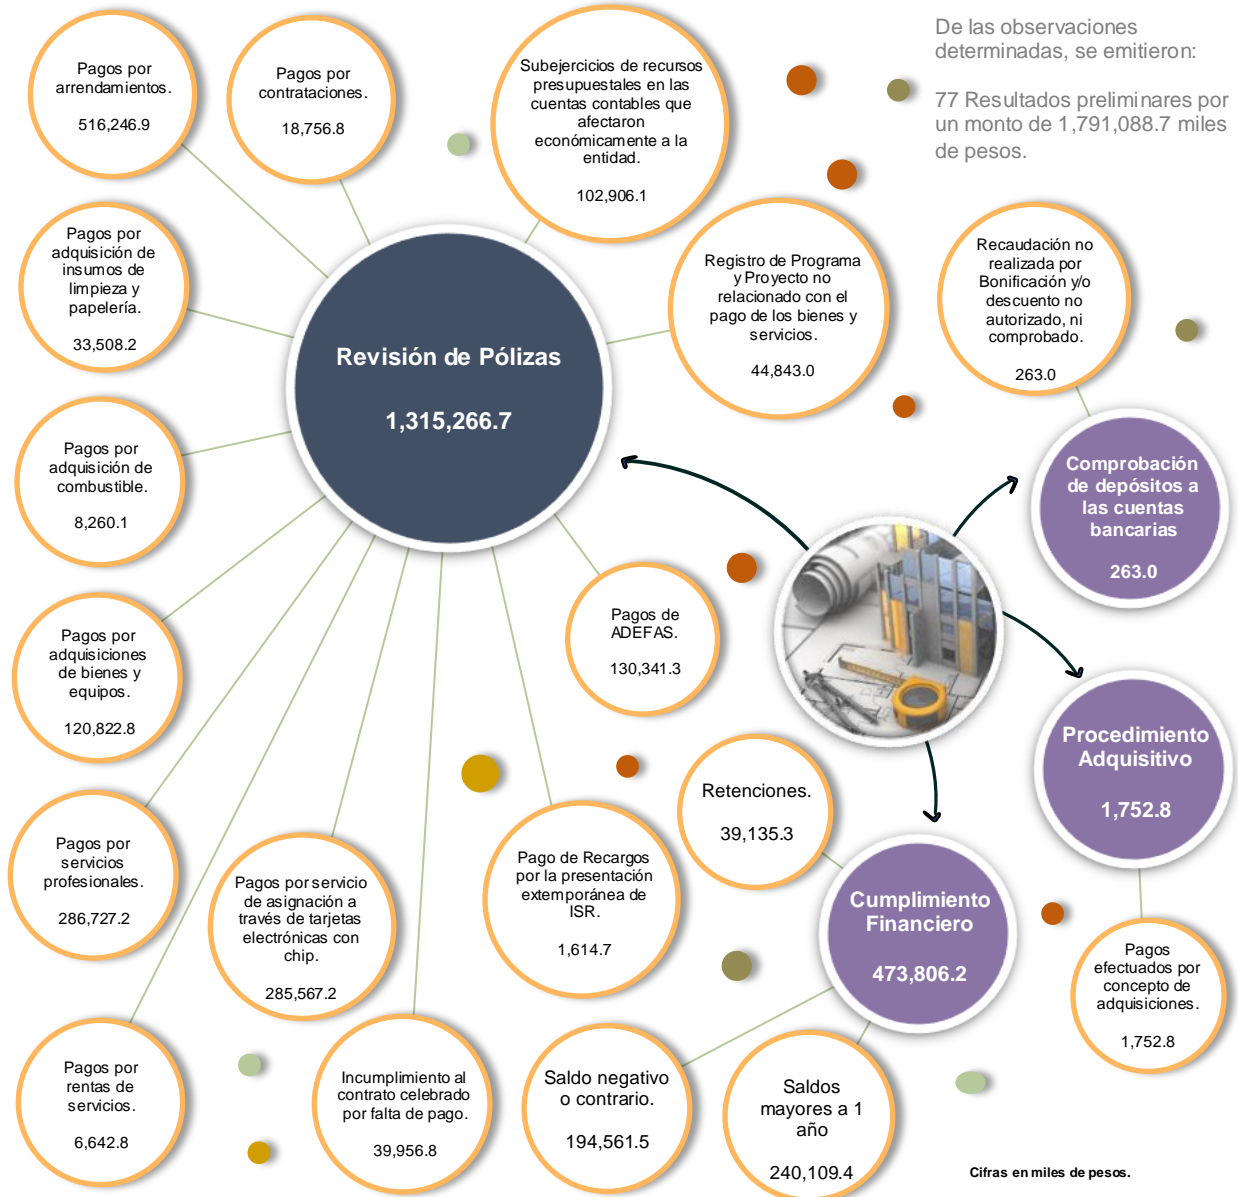 De las observaciones
determinadas, se emitieron:
77 Resultados preliminares por
un monto de 1,791,088.7 miles
de pesos.
Pagos por
arrendamientos.
516,246.9
Pagos por
contrataciones.
18,756.8
Subejercicios de recursos
presupuestales en las
cuentas contables que
afectaron
económicamente a la
entidad.
102,906.1
Pagos por
adquisición de
insumos de
limpieza y
papelería.
33,508.2
Registro de Programa
y Proyecto no
relacionado con el
pago de los bienes y
servicios.
44,843.0
Recaudación no
realizada por
Bonificación y/o
descuento no
autorizado, ni
comprobado.
263.0
Revisión de Pólizas
1,315,266.7
Pagos por
adquisición de
combustible.
8,260.1
Comprobación
de depósitos a
las cuentas
bancarias
263.0
Pagos por
adquisiciones
de bienes y
equipos.
120,822.8
Pagos de
ADEFAS.
130,341.3
Procedimiento
Adquisitivo
1,752.8
Pagos por
servicios
profesionales.
286,727.2
Pagos por servicio
de asignación a
través de tarjetas
electrónicas con
chip.
285,567.2
Pago de Recargos
por la presentación
extemporánea de
ISR.
1,614.7
Retenciones.
39,135.3
Cumplimiento
Financiero
473,806.2
Pagos
efectuados por
concepto de
adquisiciones.
1,752.8
Pagos por
rentas de
servicios.
6,642.8
Incumplimiento al
contrato celebrado
por falta de pago.
39,956.8
Saldo negativo
o contrario.
194,561.5
Saldos
mayores a 1
año
240,109.4
Cifras en miles de pesos.